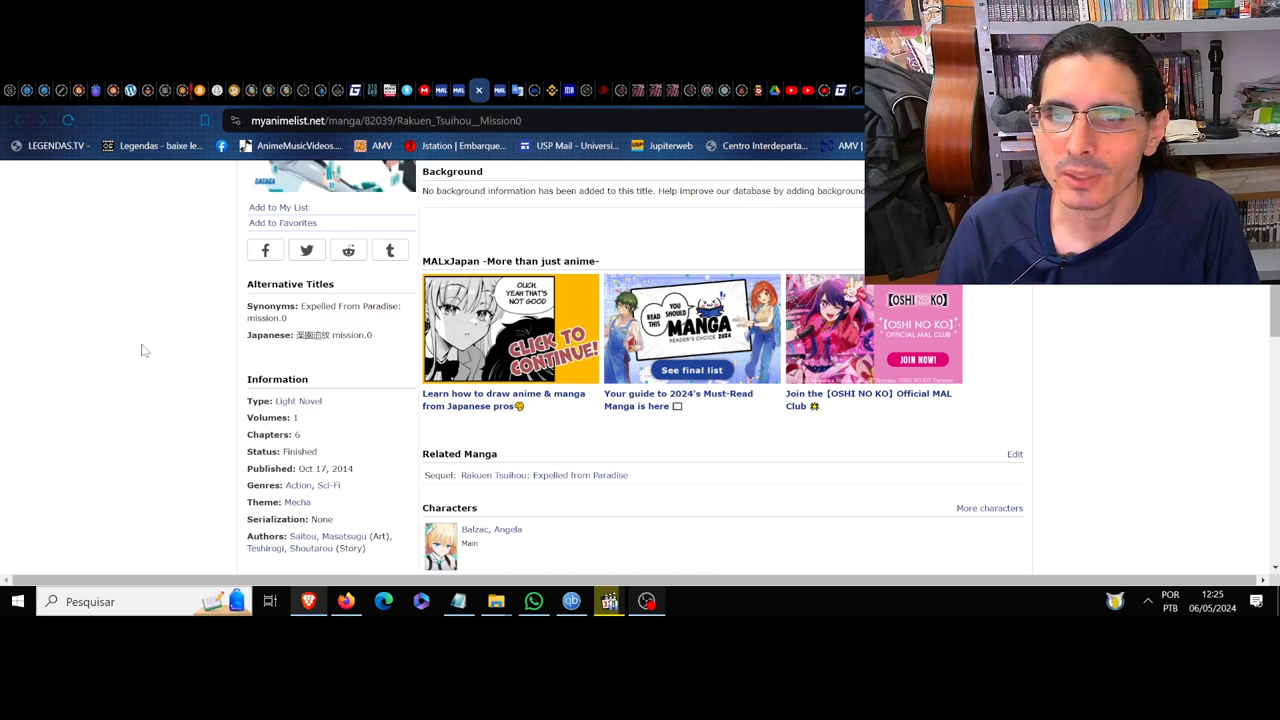 myanimelist.net/manga/82039/Rakuen_Tsuihou__Mission0
LEGENDAS.TV -
Legendas - baixe le...
AnimeMusicVideos....
AMV
Jstation | Embarque...
USP Mail - Universi...
Jupiterweb
Centro Interdeparta...
AMV |
GAGAGA
Add to My List
Add to Favorites
Alternative Titles
Synonyms: Expelled From Paradise:
mission.0
Japanese: 楽園追放 mission.0
Information
Type: Light Novel
Volumes: 1
Chapters: 6
Status: Finished
Published: Oct 17, 2014
Genres: Action, Sci-Fi
Theme: Mecha
Serialization: None
Authors: Saitou, Masatsugu (Art),
Teshirogi, Shoutarou (Story)
Background
No background information has been added to this title. Help improve our database by adding background
MALxJapan -More than just anime-
OUCH,
YEAH THAT'S
NOT GOOD
CLICK TO
CONTINUE!
Learn how to draw anime & manga
from Japanese pros
YOU
SHOULD
READ
THIS
MANGA
READER'S CHOICE 2024
See final list
Your guide to 2024's Must-Read
Manga is here
[OSHI NO KO]
【OSHI NO KO】
OFFICIAL MAL
CLUB
JOIN NOW!
Join the【OSHI NO KO】Official MAL
Club
Related Manga
Edit
Sequel: Rakuen Tsuihou: Expelled from Paradise
Characters
More characters
Balzac, Angela
Main
Pesquisar
POR
PTB
12:25
06/05/2024